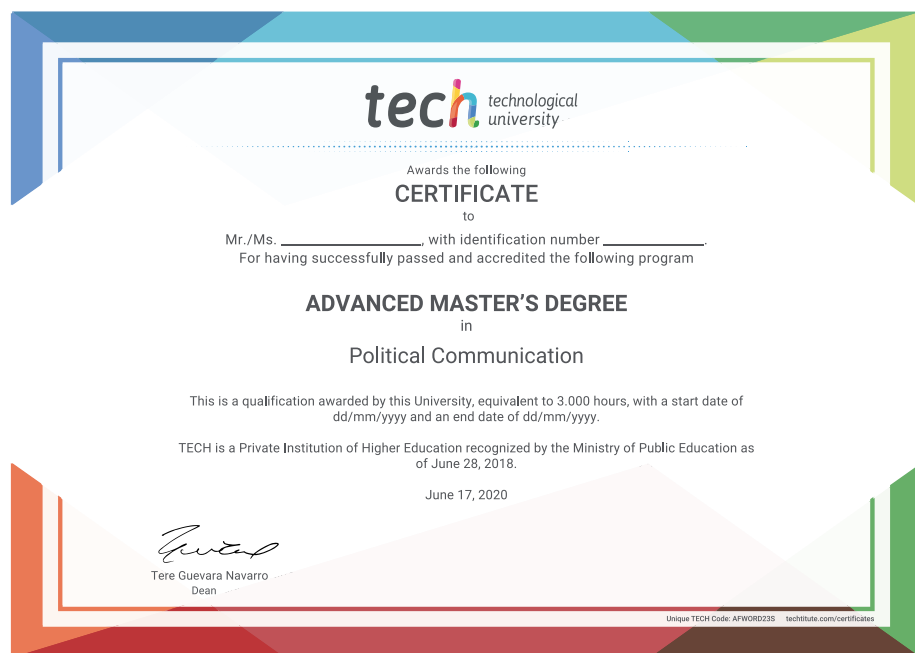 tech technological
university
Awards the following
CERTIFICATE
to
Mr./Ms. ____________________, with identification number ______________.
For having successfully passed and accredited the following program
ADVANCED MASTER'S DEGREE
in
Political Communication
This is a qualification awarded by this University, equivalent to 3.000 hours, with a start date of
dd/mm/yyyy and an end date of dd/mm/yyyy.
TECH is a Private Institution of Higher Education recognized by the Ministry of Public Education as
of June 28, 2018.
June 17, 2020
Tere Guevara Navarro
Dean
Unique TECH Code: AFWORD23S techtitute.com/certificates